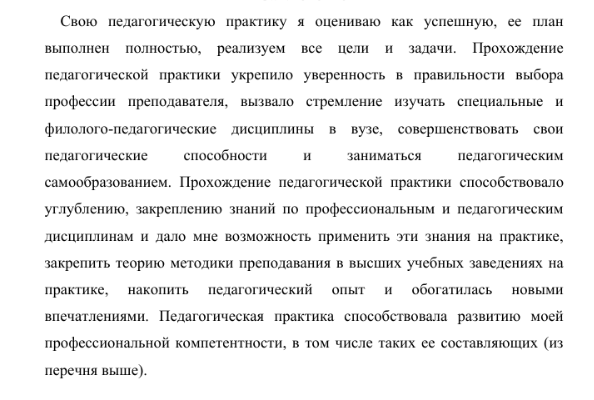 Свою педагогическую практику я оцениваю как успешную, ее план
выполнен полностью, реализуем все цели и задачи. Прохождение
педагогической практики укрепило уверенность в правильности выбора
профессии преподавателя, вызвало стремление изучать специальные и
филолого-педагогические дисциплины в вузе, совершенствовать свои
педагогические способности и заниматься педагогическим
самообразованием. Прохождение педагогической практики способствовало
углублению, закреплению знаний по профессиональным и педагогическим
дисциплинам и дало мне возможность применить эти знания на практике,
закрепить теорию методики преподавания в высших учебных заведениях на
практике, накопить педагогический опыт и обогатилась новыми
впечатлениями. Педагогическая практика способствовала развитию моей
профессиональной компетентности, в том числе таких ее составляющих (из
перечня выше).